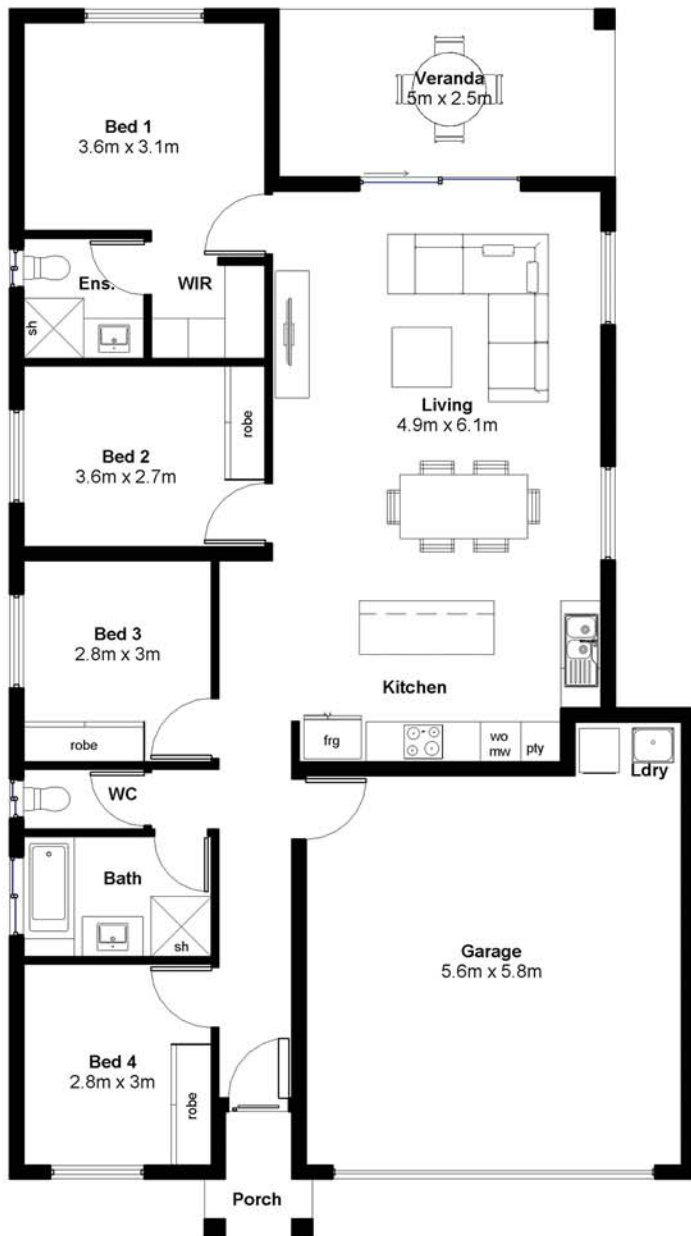 Veranda
5m x 2.5m
Bed 1
3.6m x 3.1m
Ens.
WIR
sh
Living
4.9m x 6.1m
robe
Bed 2
3.6m x 2.7m
Bed 3
2.8m x 3m
Kitchen
robe
frg
wo
mw
pty
Ldry
WC
Bath
sh
Garage
5.6m x 5.8m
Bed 4
2.8m x 3m
robe
Porch